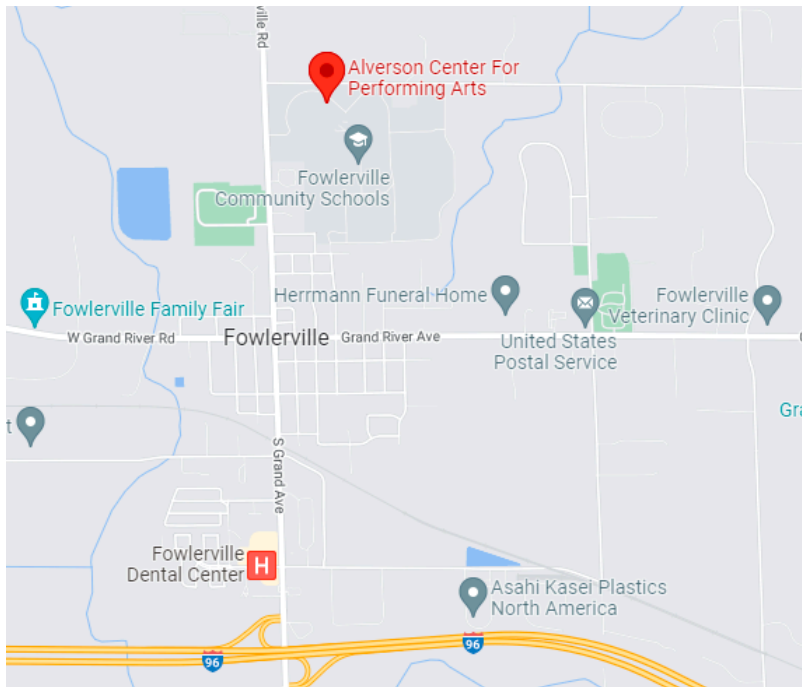 ville Rd
Alverson Center For
Performing Arts
Fowlerville
Community Schools
Fowlerville Family Fair
Herrmann Funeral Home
Fowlerville
Veterinary Clinic
W Grand River Rd
Fowlerville
Grand River Ave
United States
Postal Service
Gra
t
S Grand Ave
Fowlerville
Dental Center
H
Asahi Kasei Plastics
North America
96
96